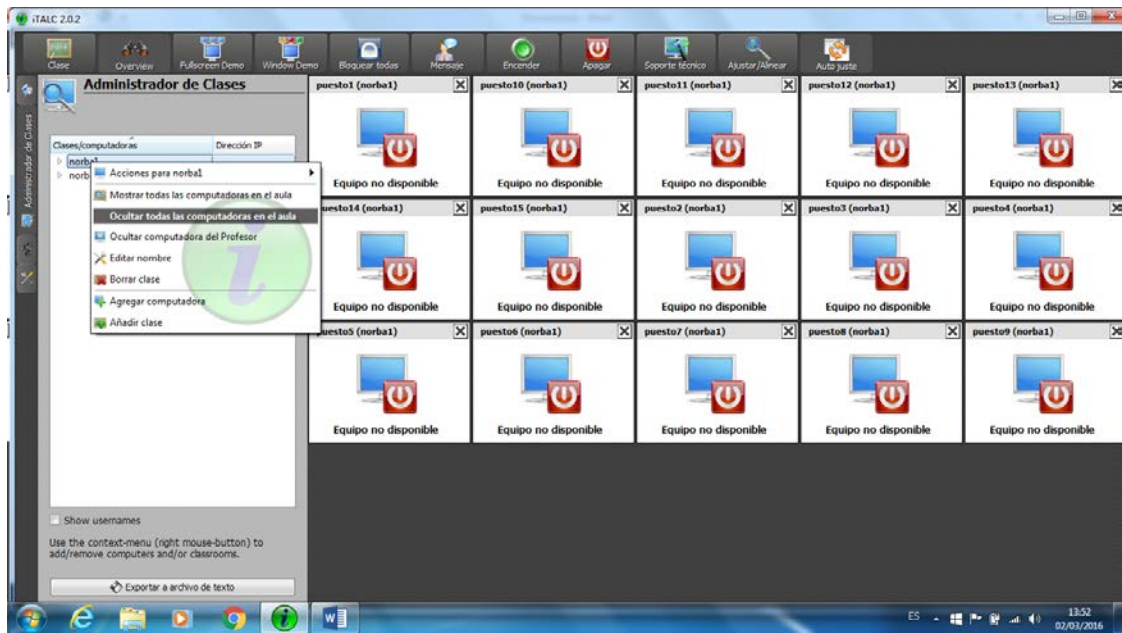 iTALC 2.0.2
Clase
Overview
Fullscreen Demo
Window Demo
Bloquear todas
Mensaje
Encender
Apagar
Soporte técnico
Ajustar/Alinear
Auto juste
Administrador de Clases
Administrador de Clases
Clases/computadoras
Dirección IP
norba1
norb
Acciones para norba1
Mostrar todas las computadoras en el aula
Ocultar todas las computadoras en el aula
Ocultar computadora del Profesor
Editar nombre
Borrar clase
Agregar computadora
Añadir clase
Show usernames
Use the context-menu (right mouse-button) to
add/remove computers and/or classrooms.
Exportar a archivo de texto
puesto1 (norba1)
puesto10 (norba1)
puesto11 (norba1)
puesto12 (norba1)
puesto13 (norba1)
Equipo no disponible
Equipo no disponible
Equipo no disponible
Equipo no disponible
Equipo no disponible
puesto14 (norba1)
puesto15 (norba1)
puesto2 (norba1)
puesto3 (norba1)
puesto4 (norba1)
Equipo no disponible
Equipo no disponible
Equipo no disponible
Equipo no disponible
Equipo no disponible
puesto5 (norba1)
puesto6 (norba1)
puesto7 (norba1)
puesto8 (norba1)
puesto9 (norba1)
Equipo no disponible
Equipo no disponible
Equipo no disponible
Equipo no disponible
Equipo no disponible
ES
13:52
02/03/2016